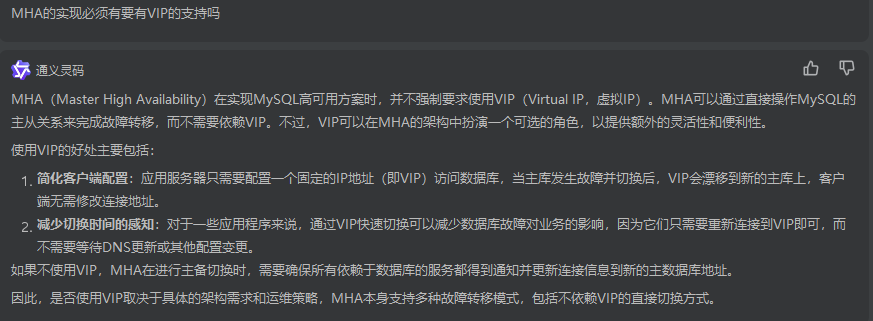 MHA的实现必须有要有VIP的支持吗
通义灵码
MHA（Master High Availability）在实现MySQL高可用方案时，并不强制要求使用VIP（Virtual IP，虚拟IP）。MHA可以通过直接操作MySQL的
主从关系来完成故障转移，而不需要依赖VIP。不过，VIP可以在MHA的架构中扮演一个可选的角色，以提供额外的灵活性和便利性。
使用VIP的好处主要包括：
1. 简化客户端配置：应用服务器只需要配置一个固定的IP地址（即VIP）访问数据库，当主库发生故障并切换后，VIP会漂移到新的主库上，客户
端无需修改连接地址。
2. 减少切换时间的感知：对于一些应用程序来说，通过VIP快速切换可以减少数据库故障对业务的影响，因为它们只需要重新连接到VIP即可，而
不需要等待DNS更新或其他配置变更。
如果不使用VIP，MHA在进行主备切换时，需要确保所有依赖于数据库的服务都得到通知并更新连接信息到新的主数据库地址。
因此，是否使用VIP取决于具体的架构需求和运维策略，MHA本身支持多种故障转移模式，包括不依赖VIP的直接切换方式。